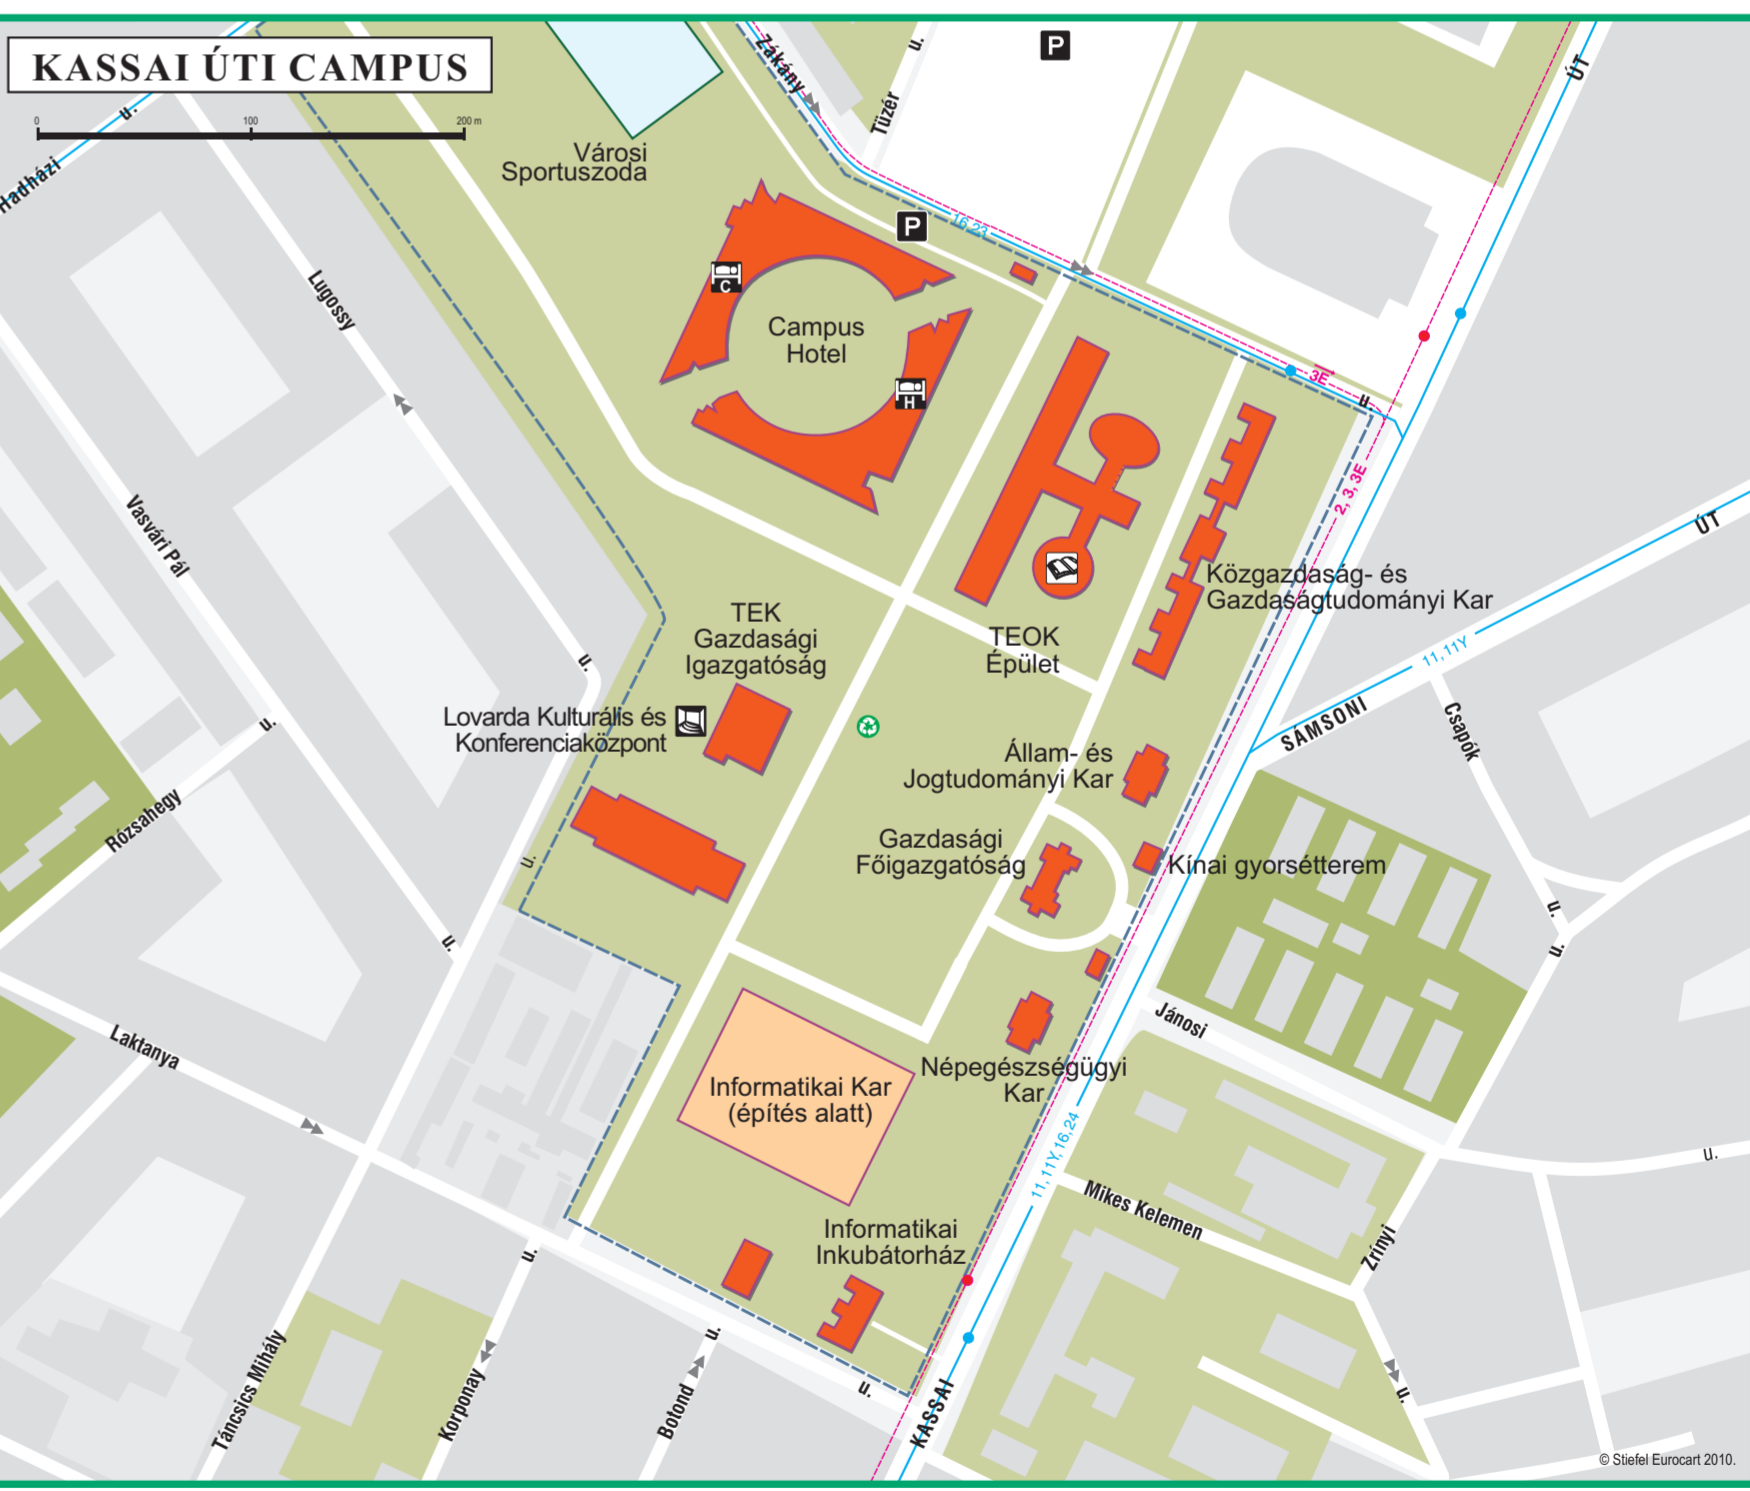 KASSAI ÚTI CAMPUS
0
100
200 m
Hadházi
u.
Zákány
Tüzér
u.
P
ÚT
Városi
Sportuszoda
P
16,23
C
Campus
Hotel
H
3E
u.
2, 3, 3E
Lugossy
u.
Vasvári Pál
u.
Rózsahegy
u.
u.
Közgazdaság- és
Gazdaságtudományi Kar
ÚT
11, 11Y
SÁMSONI
Csapók
u.
TEK
Gazdasági
Igazgatóság
TEOK
Épület
Lovarda Kulturális és
Konferenciaközpont
Állam- és
Jogtudományi Kar
Gazdasági
Főigazgatóság
Kínai gyorsétterem
u.
Jánosi
u.
Laktanya
u.
Informatikai Kar
(építés alatt)
Népegészségügyi
Kar
11, 11Y, 16, 24
Mikes Kelemen
Zrínyi
u.
Informatikai
Inkubátorház
Táncsics Mihály
Korponay
u.
Botond
u.
KASSAI
© Stiefel Eurocart 2010.